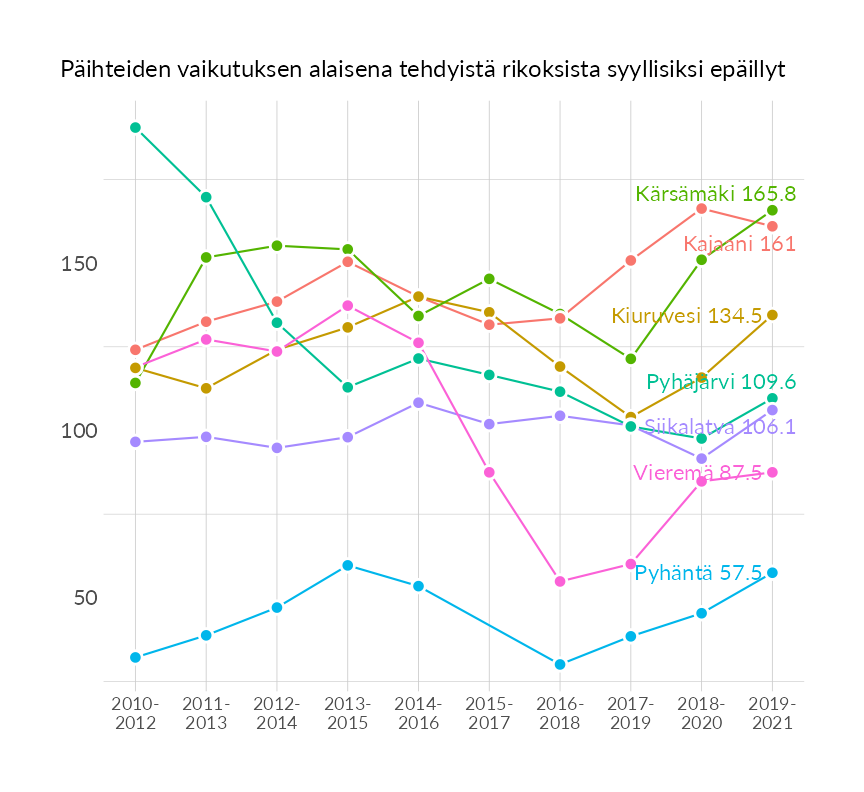 Päihteiden vaikutuksen alaisena tehdyistä rikoksista syyllisiksi epäillyt
Kärsämäki 165.8
Kajaani 161
150
Kiuruvesi 134.5
Pyhäjärvi 109.6
100
Siikalatva 106.1
Vieremä 87.5
Pyhäntä 57.5
50
2010-
2012
2011-
2013
2012-
2014
2013-
2015
2014-
2016
2015-
2017
2016-
2018
2017-
2019
2018-
2020
2019-
2021